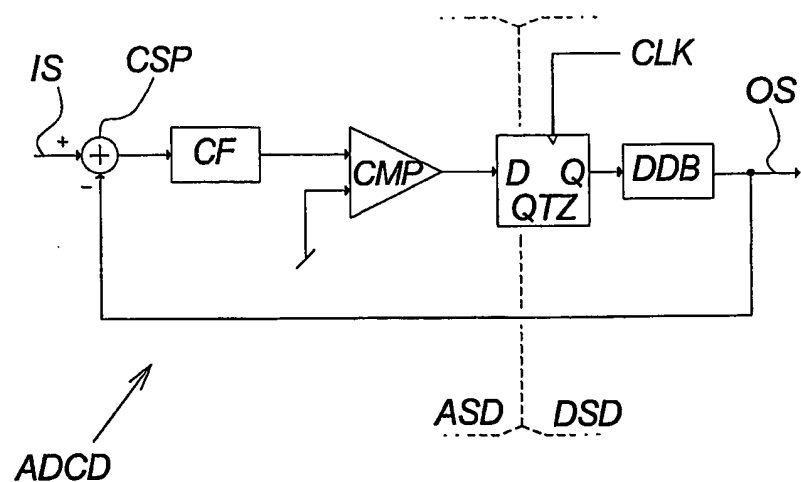 IS
CSP
CLK
OS
+
+
CF
CMP
D Q
QTZ
DDB
−
ASD DSD
ADCD